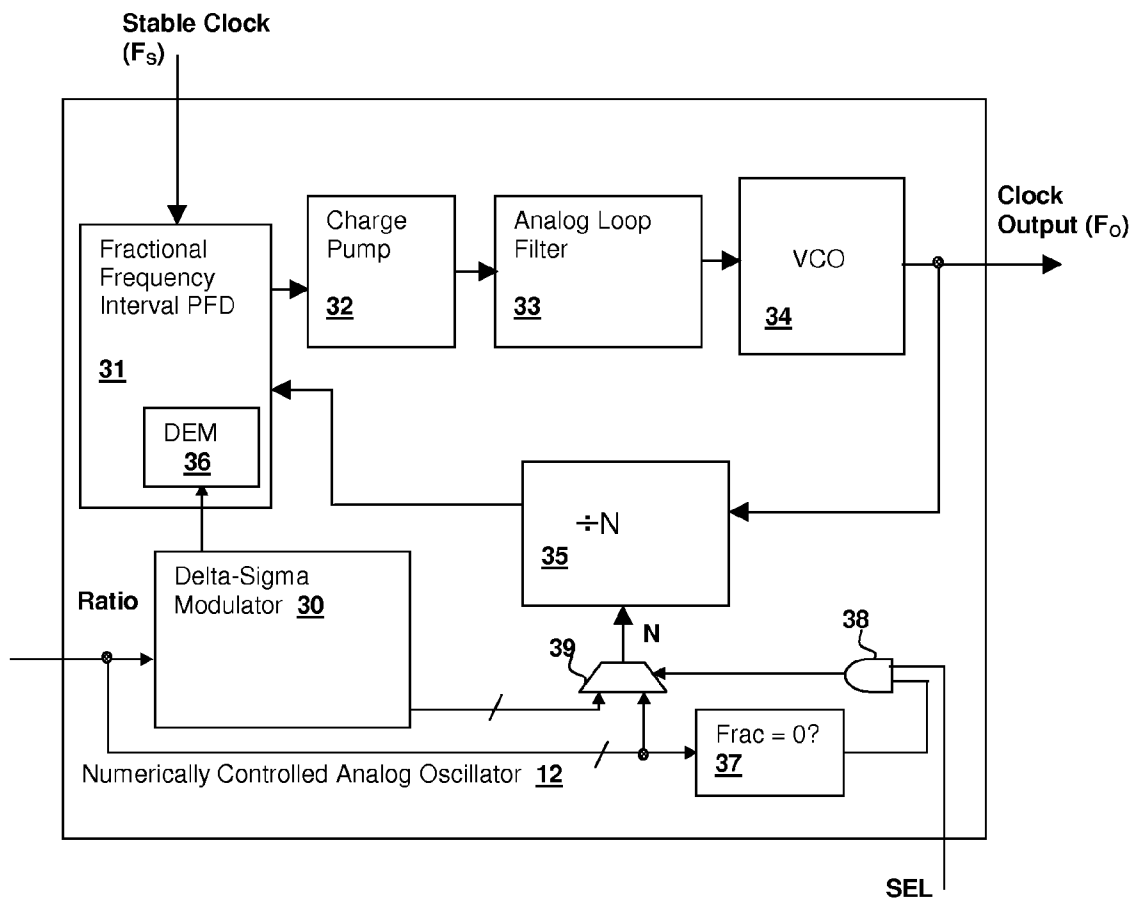 Stable Clock
(FS)
Fractional
Frequency
Interval PFD
31
Charge
Pump
32
Analog Loop
Filter
33
VCO
34
Clock
Output (FO)
DEM
36
÷N
35
Ratio
Delta-Sigma
Modulator 30
N
39
38
Frac = 0?
37
Numerically Controlled Analog Oscillator 12
SEL